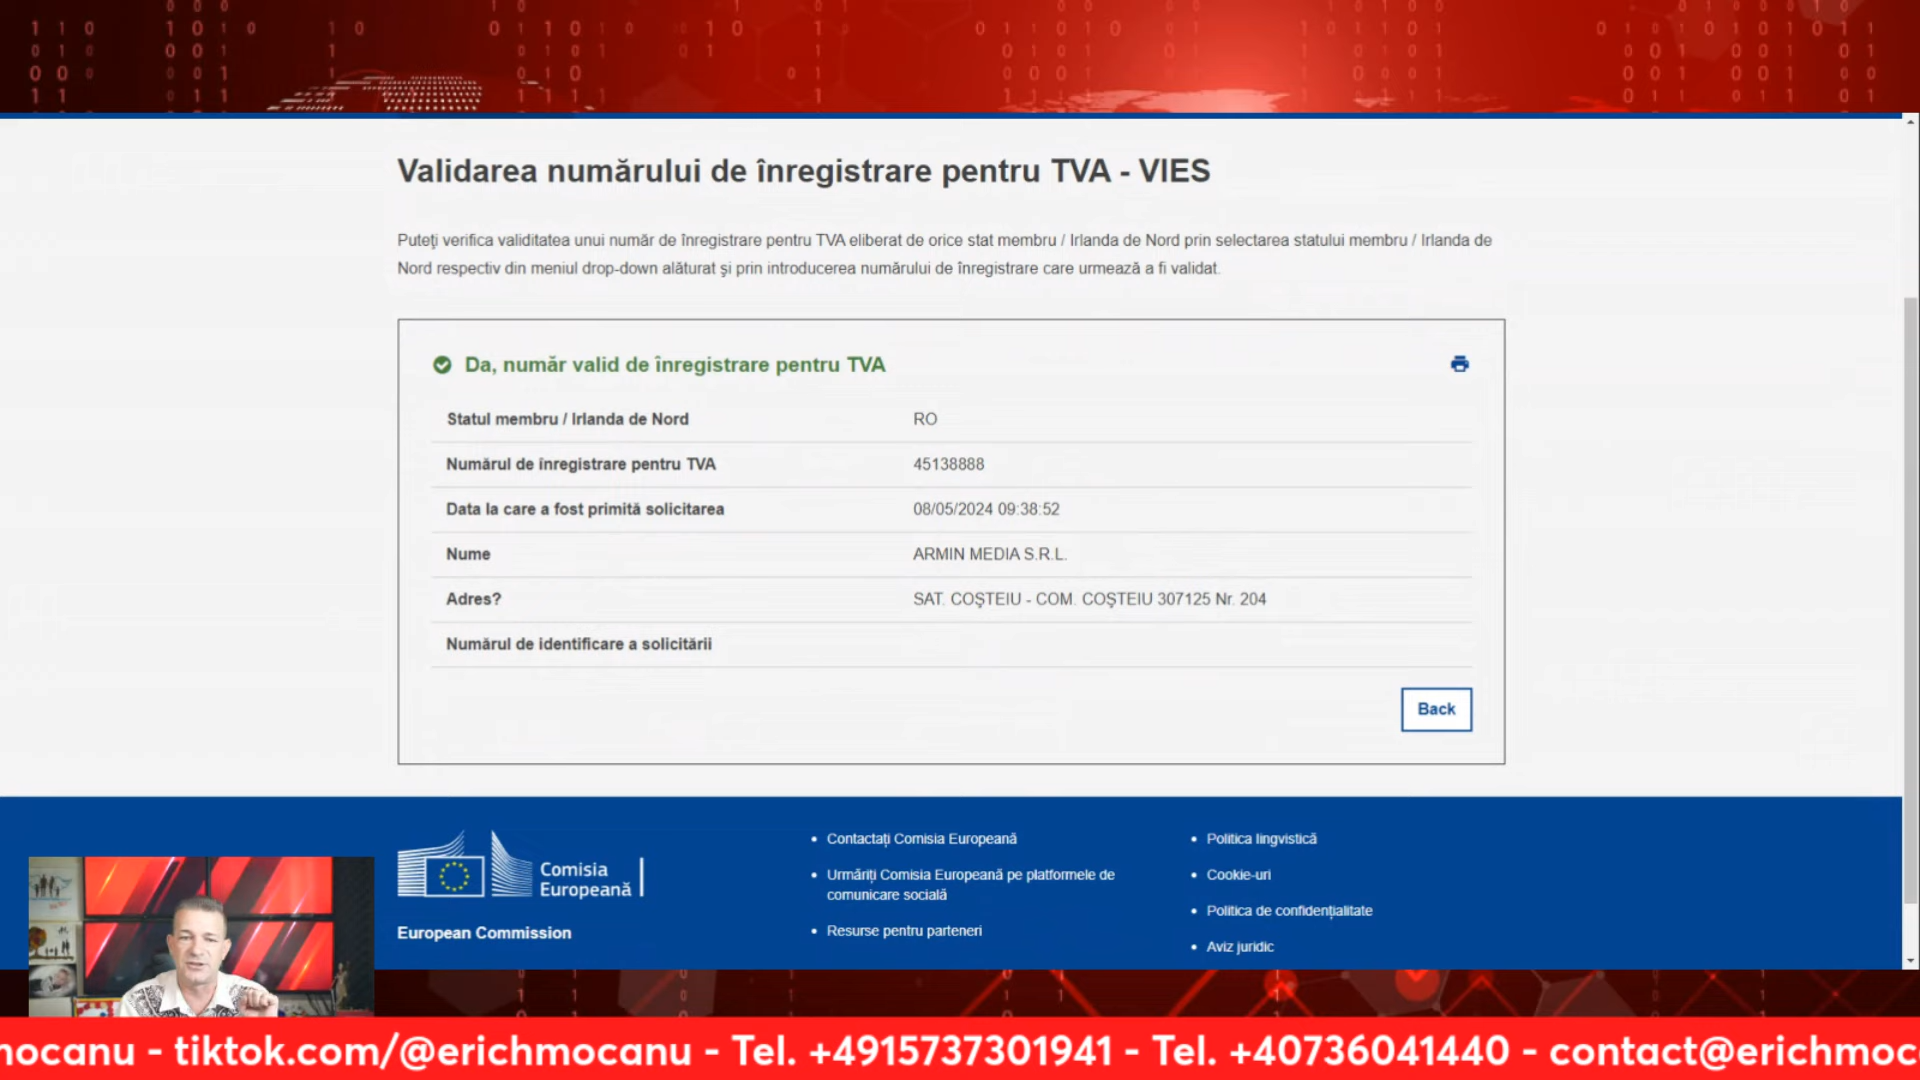 Validarea numărului de înregistrare pentru TVA - VIES
Puteţi verifica validitatea unui număr de înregistrare pentru TVA eliberat de orice stat membru / Irlanda de Nord prin selectarea statului membru / Irlanda de
Nord respectiv din meniul drop-down alăturat şi prin introducerea numărului de înregistrare care urmează a fi validat.
Da, număr valid de înregistrare pentru TVA
Statul membru / Irlanda de Nord RO
Numărul de înregistrare pentru TVA 45138888
Data la care a fost primită solicitarea 08/05/2024 09:38:52
Nume ARMIN MEDIA S.R.L.
Adres? SAT. COŞTEIU - COM. COŞTEIU 307125 Nr. 204
Numărul de identificare a solicitării
Back
Comisia
Europeană
European Commission
Contactați Comisia Europeană
Urmăriți Comisia Europeană pe platformele de
comunicare socială
Resurse pentru parteneri
Politica lingvistică
Cookie-uri
Politica de confidențialitate
Aviz juridic
mocanu - tiktok.com/@erichmocanu - Tel. +4915737301941 - Tel. +40736041440 - contact@erichmoc